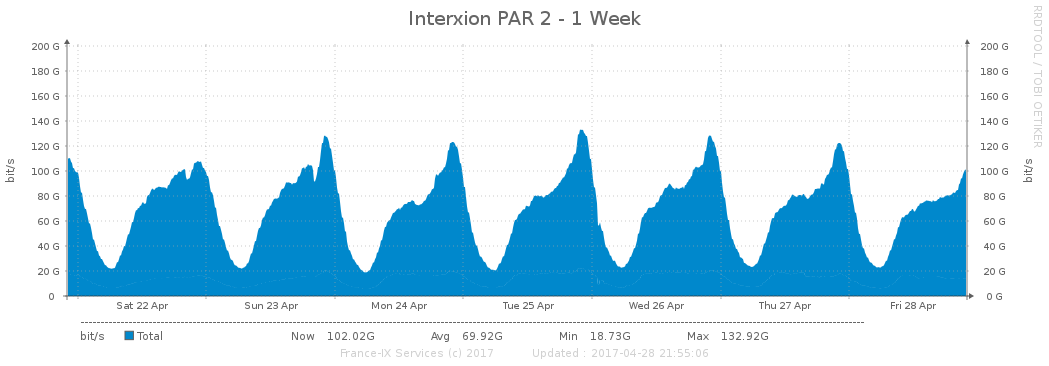 Interxion PAR 2 - 1 Week
RRDTOOL / TOBI OETIKER
bit/s
200 G 200 G
180 G 180 G
160 G 160 G
140 G 140 G
120 G 120 G
100 G 100 G
80 G 80 G
60 G 60 G
40 G 40 G
20 G 20 G
0 0 G
bit/s
Sat 22 Apr Sun 23 Apr Mon 24 Apr Tue 25 Apr Wed 26 Apr Thu 27 Apr Fri 28 Apr
bit/s Total Now 102.02G Avg 69.92G Min 18.73G Max 132.92G
France-IX Services (c) 2017 Updated : 2017-04-28 21:55:06